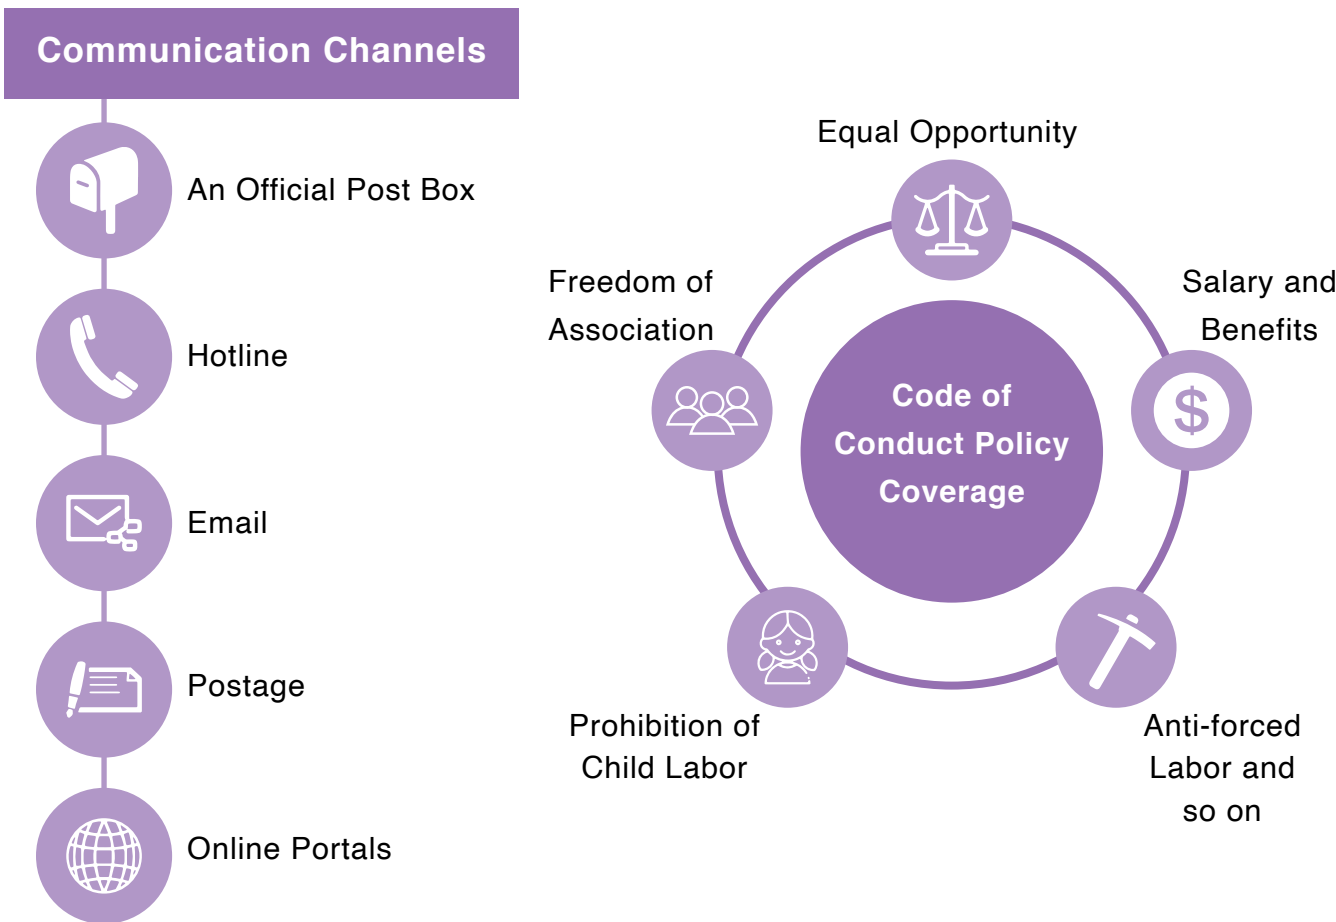 Communication Channels
An Official Post Box
Hotline
Email
Postage
Online Portals
Equal Opportunity
Freedom of
Association
Salary and
Benefits
Code of
Conduct Policy
Coverage
$
Prohibition of
Child Labor
Anti-forced
Labor and
so on